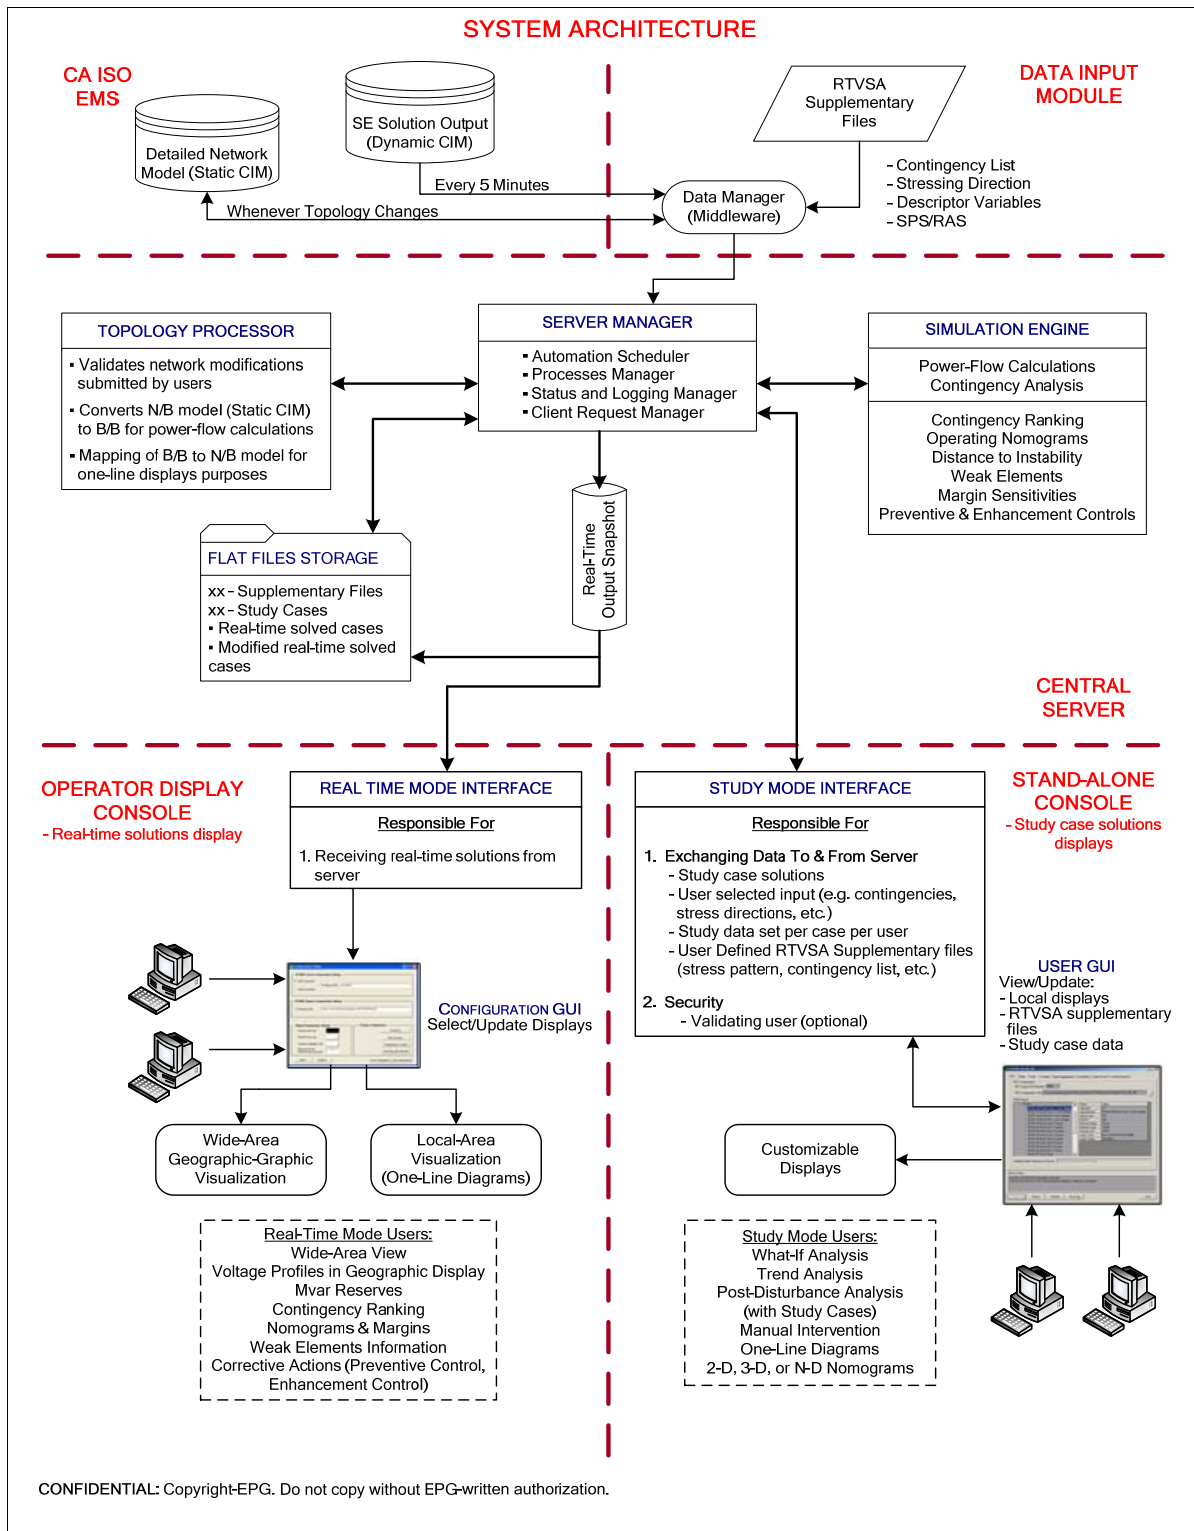 SYSTEM ARCHITECTURE
CA ISO
EMS
DATA INPUT
MODULE
SE Solution Output
(Dynamic CIM)
Detailed Network
Model (Static CIM)
RTVSA
Supplementary
Files
Every 5 Minutes
Whenever Topology Changes
Data Manager
(Middleware)
- Contingency List
- Stressing Direction
- Descriptor Variables
- SPS/RAS
TOPOLOGY PROCESSOR
▪ Validates network modifications
submitted by users
▪ Converts N/B model (Static CIM)
to B/B for power-flow calculations
▪ Mapping of B/B to N/B model for
one-line displays purposes
SERVER MANAGER
▪ Automation Scheduler
▪ Processes Manager
▪ Status and Logging Manager
▪ Client Request Manager
SIMULATION ENGINE
Power-Flow Calculations
Contingency Analysis
Contingency Ranking
Operating Nomograms
Distance to Instability
Weak Elements
Margin Sensitivities
Preventive & Enhancement Controls
Real-Time
Output Snapshot
FLAT FILES STORAGE
xx - Supplementary Files
xx - Study Cases
▪ Real-time solved cases
▪ Modified real-time solved
cases
CENTRAL
SERVER
OPERATOR DISPLAY
CONSOLE
- Real-time solutions display
REAL TIME MODE INTERFACE
Responsible For
1. Receiving real-time solutions from
server
STUDY MODE INTERFACE
Responsible For
1. Exchanging Data To & From Server
- Study case solutions
- User selected input (e.g. contingencies,
stress directions, etc.)
- Study data set per case per user
- User Defined RTVSA Supplementary files
(stress pattern, contingency list, etc.)
2. Security
- Validating user (optional)
STAND-ALONE
CONSOLE
- Study case solutions
displays
CONFIGURATION GUI
Select/Update Displays
USER GUI
View/Update:
- Local displays
- RTVSA supplementary
files
- Study case data
Wide-Area
Geographic-Graphic
Visualization
Local-Area
Visualization
(One-Line Diagrams)
Customizable
Displays
Real-Time Mode Users:
Wide-Area View
Voltage Profiles in Geographic Display
Mvar Reserves
Contingency Ranking
Nomograms & Margins
Weak Elements Information
Corrective Actions (Preventive Control,
Enhancement Control)
Study Mode Users:
What-If Analysis
Trend Analysis
Post-Disturbance Analysis
(with Study Cases)
Manual Intervention
One-Line Diagrams
2-D, 3-D, or N-D Nomograms
CONFIDENTIAL: Copyright-EPG. Do not copy without EPG-written authorization.